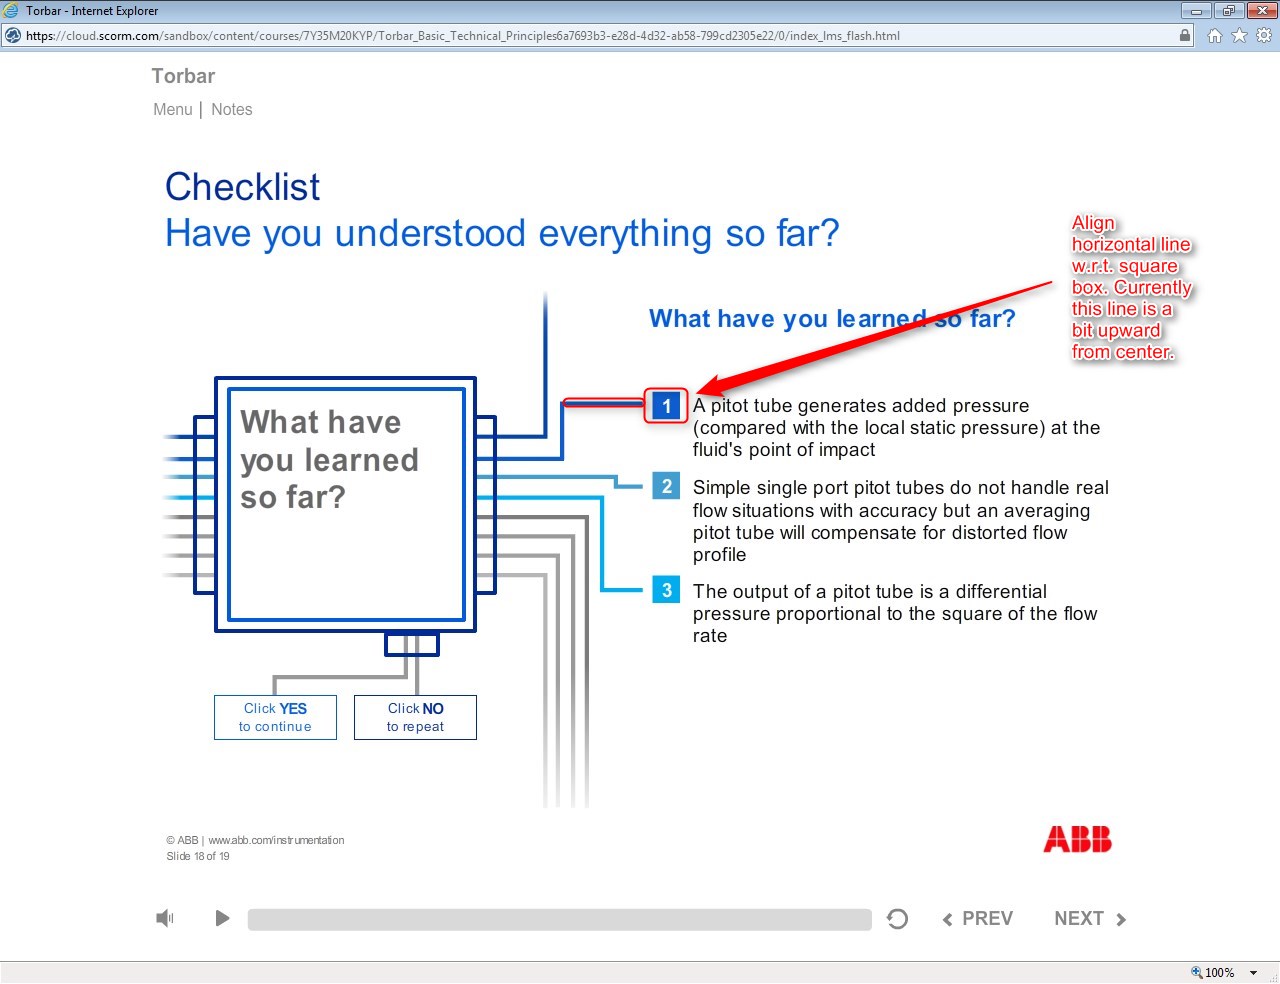 Torbar - Internet Explorer
https://cloud.scorm.com/sandbox/content/courses/7Y35M20KYP/Torbar_Basic_Technical_Principles6a7693b3-e28d-4d32-ab58-799cd2305e22/0/index_lms_flash.html
Torbar
Menu | Notes
Checklist
Have you understood everything so far?
Align
horizontal line
w.r.t. square
box. Currently
this line is a
bit upward
from center.
What have you learned so far?
What have
you learned
so far?
1 A pitot tube generates added pressure
(compared with the local static pressure) at the
fluid's point of impact
2 Simple single port pitot tubes do not handle real
flow situations with accuracy but an averaging
pitot tube will compensate for distorted flow
profile
3 The output of a pitot tube is a differential
pressure proportional to the square of the flow
rate
Click YES
to continue
Click NO
to repeat
© ABB | www.abb.com/instrumentation
Slide 18 of 19
ABB
PREV
NEXT
100%